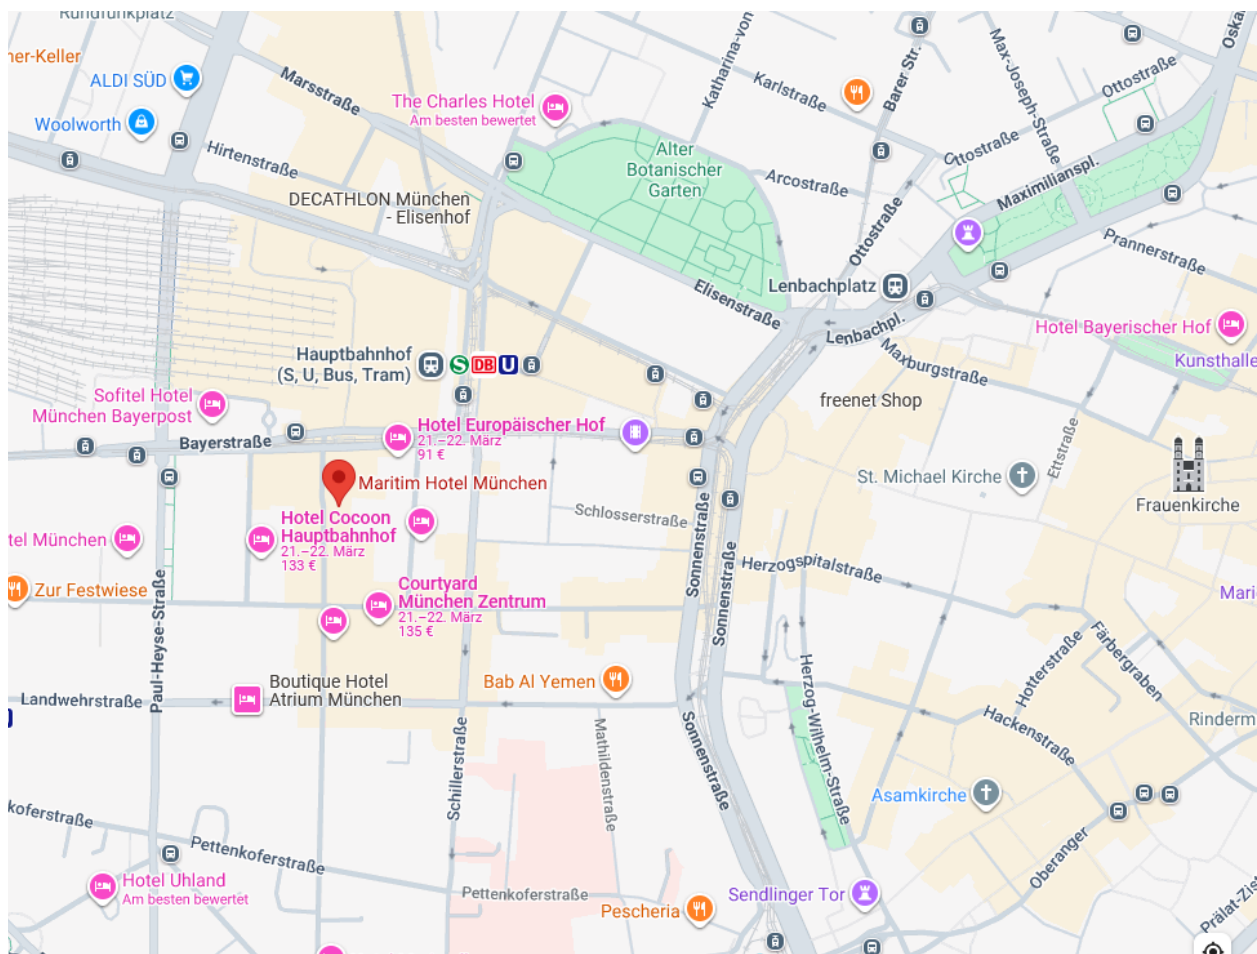 Rundfunkplatz
ner-Keller
ALDI SÜD
Woolworth
Marsstraße
Hirtenstraße
The Charles Hotel
Am besten bewertet
DECATHLON München
- Elisenhof
Katharina-von
Karlstraße
Barer Str.
Max-Joseph-Straße
Ottostraße
Oska
Ottostraße
Alter
Botanischer
Garten
Arcostraße
Ottostraße
Maximilianspl.
Prannerstraße
Elisenstraße
Lenbachplatz
Lenbachpl.
Hotel Bayerischer Hof
Kunsthalle
Maxburgstraße
Hauptbahnhof
(S, U, Bus, Tram)
S
DB
U
Sofitel Hotel
München Bayerpost
Bayerstraße
Hotel Europäischer Hof
21.–22. März
91 €
freenet Shop
Ettstraße
St. Michael Kirche
Frauenkirche
Maritim Hotel München
Hotel Cocoon
Hauptbahnhof
21.–22. März
133 €
tel München
Schlosserstraße
Sonnenstraße
Sonnenstraße
Herzogspitalstraße
Zur Festwiese
Courtyard
München Zentrum
21.–22. März
135 €
Mari
Paul-Heyse-Straße
Färbergraben
Hotterstraße
Herzog-Wilhelm-Straße
Boutique Hotel
Atrium München
Bab Al Yemen
Landwehrstraße
Hackenstraße
Rinderm
Schillerstraße
Mathildenstraße
Sonnenstraße
Asamkirche
koferstraße
Pettenkoferstraße
Oberanger
Hotel Uhland
Am besten bewertet
Pettenkoferstraße
Sendlinger Tor
Pescheria
Prälat-Zist